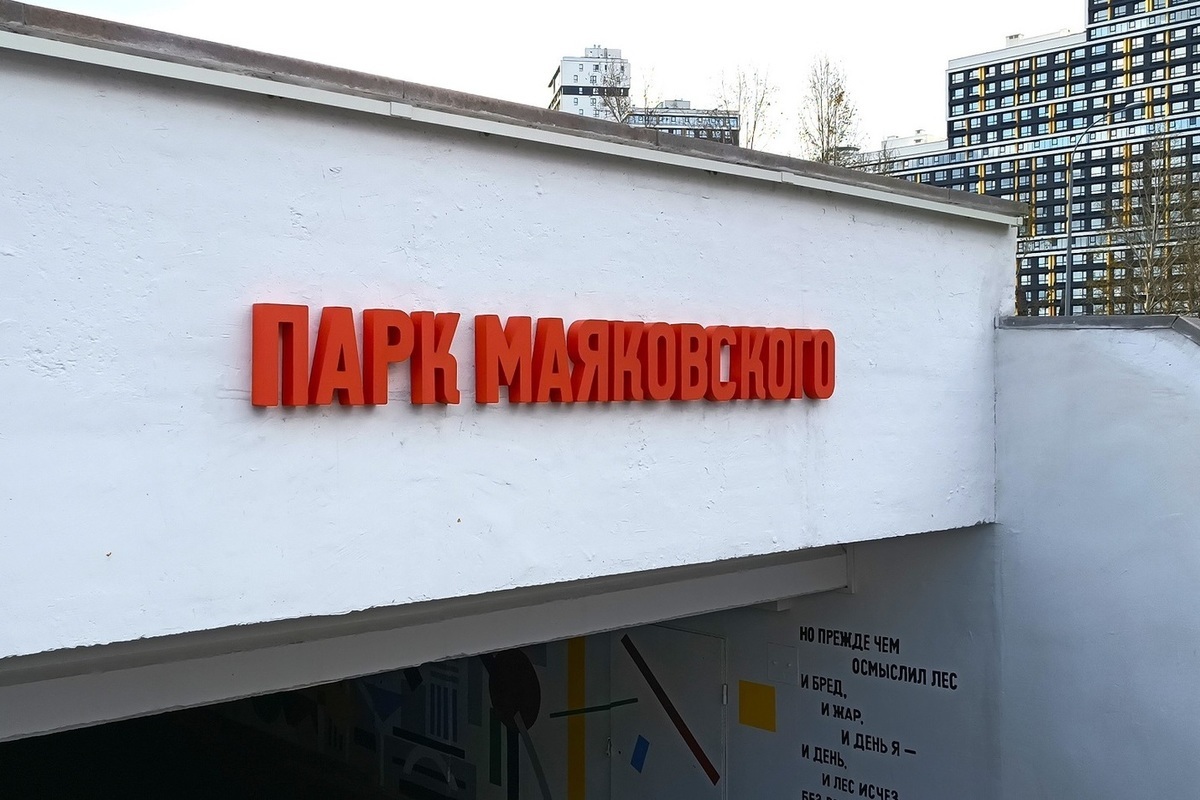 ПАРК МАЯКОВСКОГО
НО ПРЕЖДЕ ЧЕМ
ОСМЫСЛИЛ ЛЕС
И БРЕД,
И ЖАР,
И ДЕНЬ Я —
И ДЕНЬ,
И ЛЕС ИСЧЕЗ